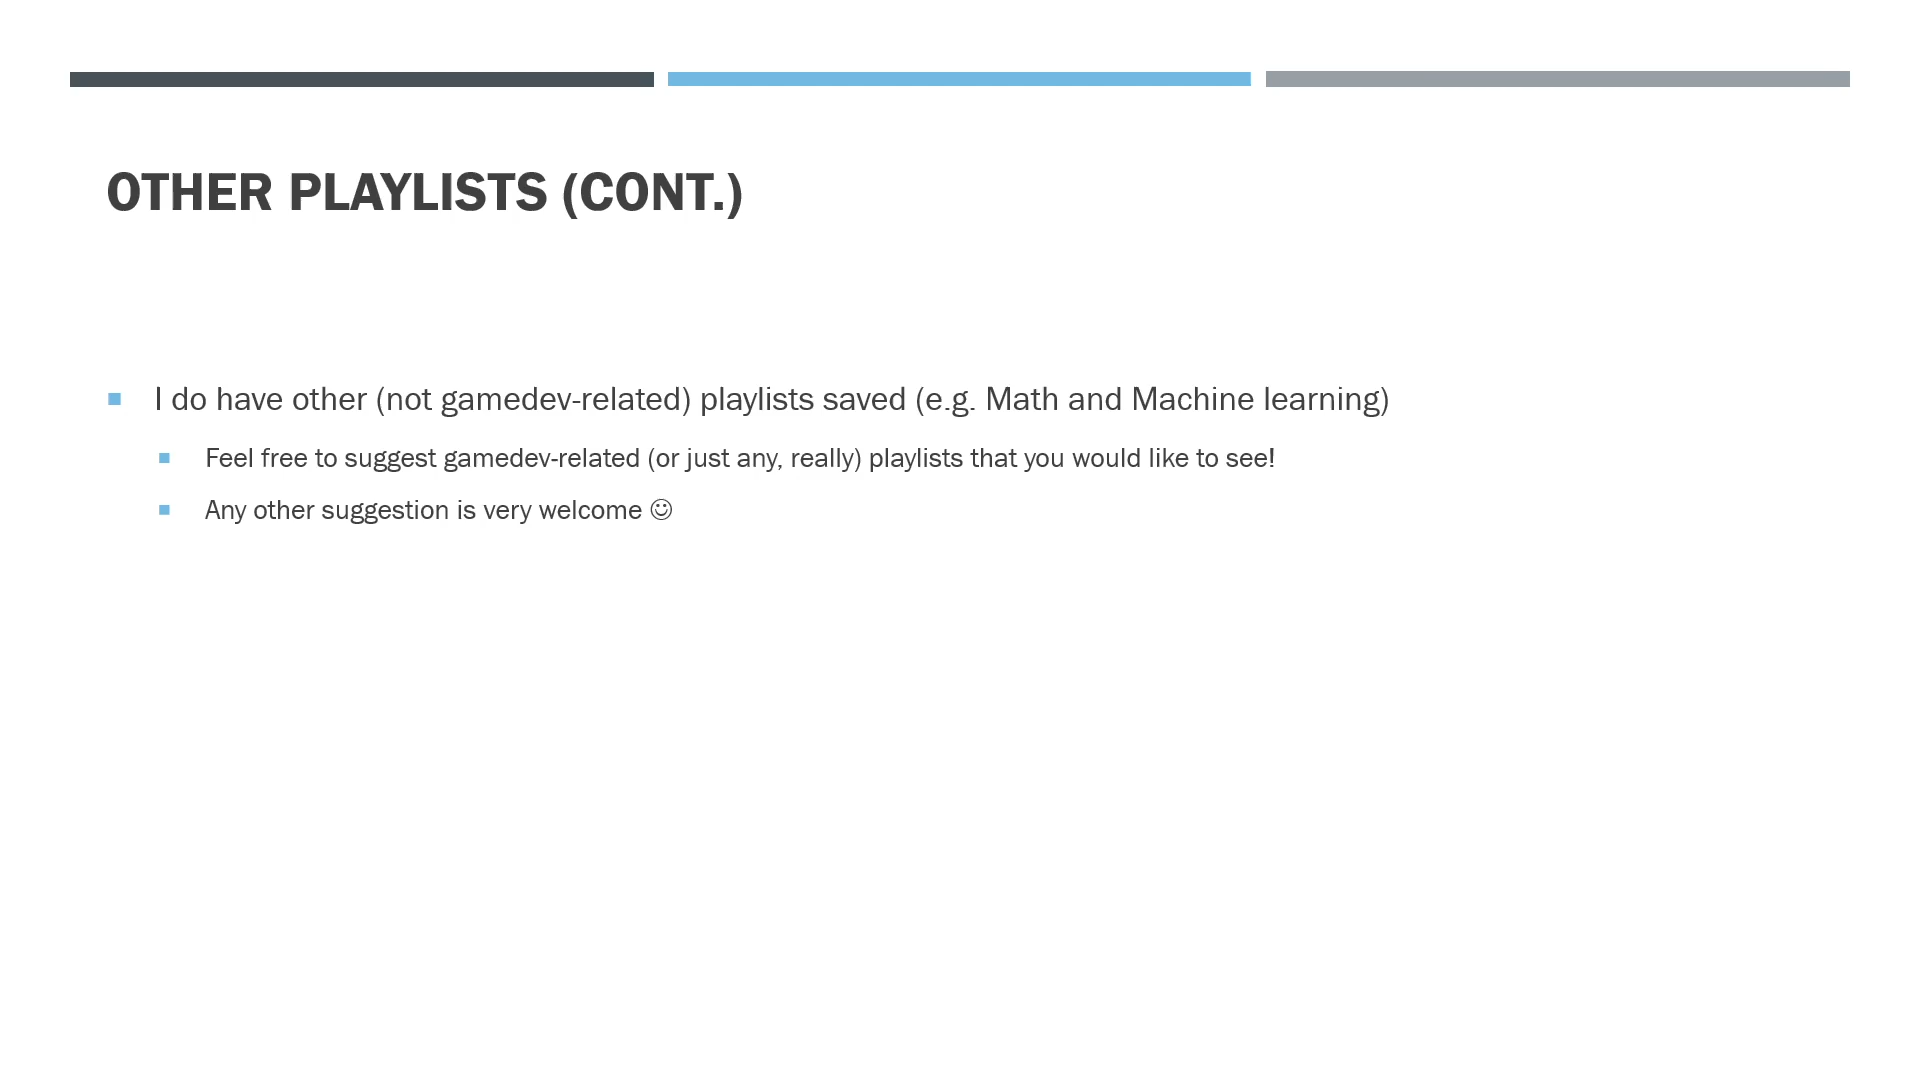 OTHER PLAYLISTS (CONT.)
I do have other (not gamedev-related) playlists saved (e.g. Math and Machine learning)
Feel free to suggest gamedev-related (or just any, really) playlists that you would like to see!
Any other suggestion is very welcome ☺